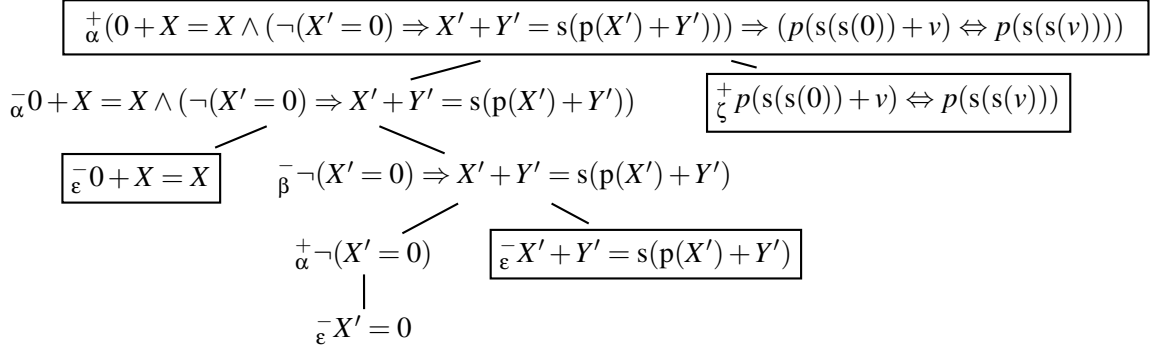 +α(0 + X = X ∧ (¬(X′ = 0) ⇒ X′ + Y′ = s(p(X′) + Y′))) ⇒ (p(s(s(0)) + v) ⇔ p(s(s(v))))
−α 0 + X = X ∧ (¬(X′ = 0) ⇒ X′ + Y′ = s(p(X′) + Y′)) +ζ p(s(s(0)) + v) ⇔ p(s(s(v)))
−ε 0 + X = X −β ¬(X′ = 0) ⇒ X′ + Y′ = s(p(X′) + Y′)
+α ¬(X′ = 0) −ε X′ + Y′ = s(p(X′) + Y′)
−ε X′ = 0